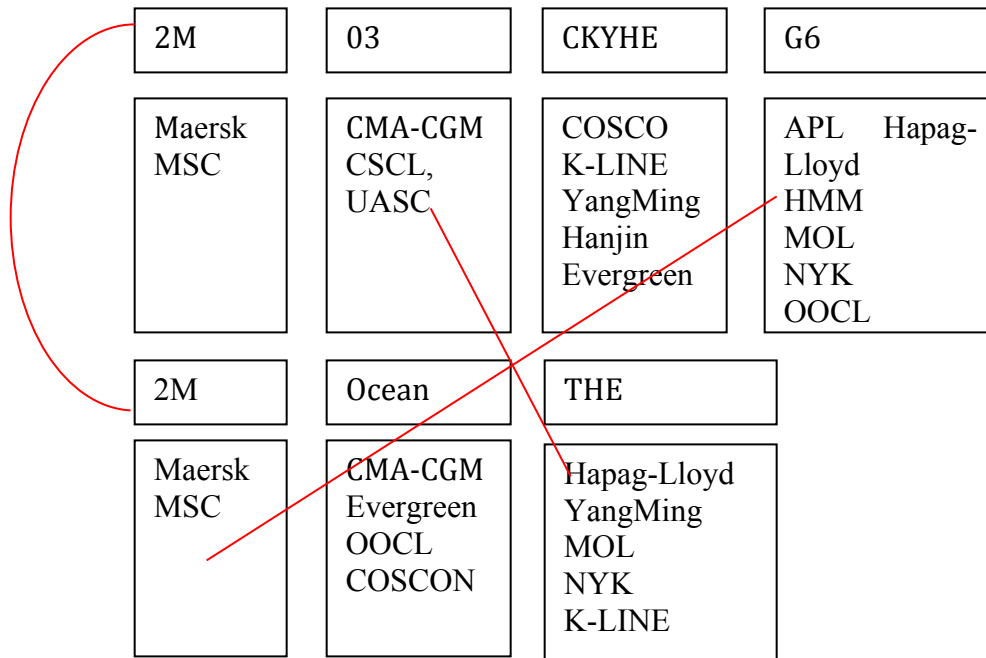 2M
03
CKYHE
G6
Maersk
MSC
CMA-CGM
CSCL,
UASC
COSCO
K-LINE
YangMing
Hanjin
Evergreen
APL Hapag-
Lloyd
HMM
MOL
NYK
OOCL
2M
Ocean
THE
Maersk
MSC
CMA-CGM
Evergreen
OOCL
COSCON
Hapag-Lloyd
YangMing
MOL
NYK
K-LINE